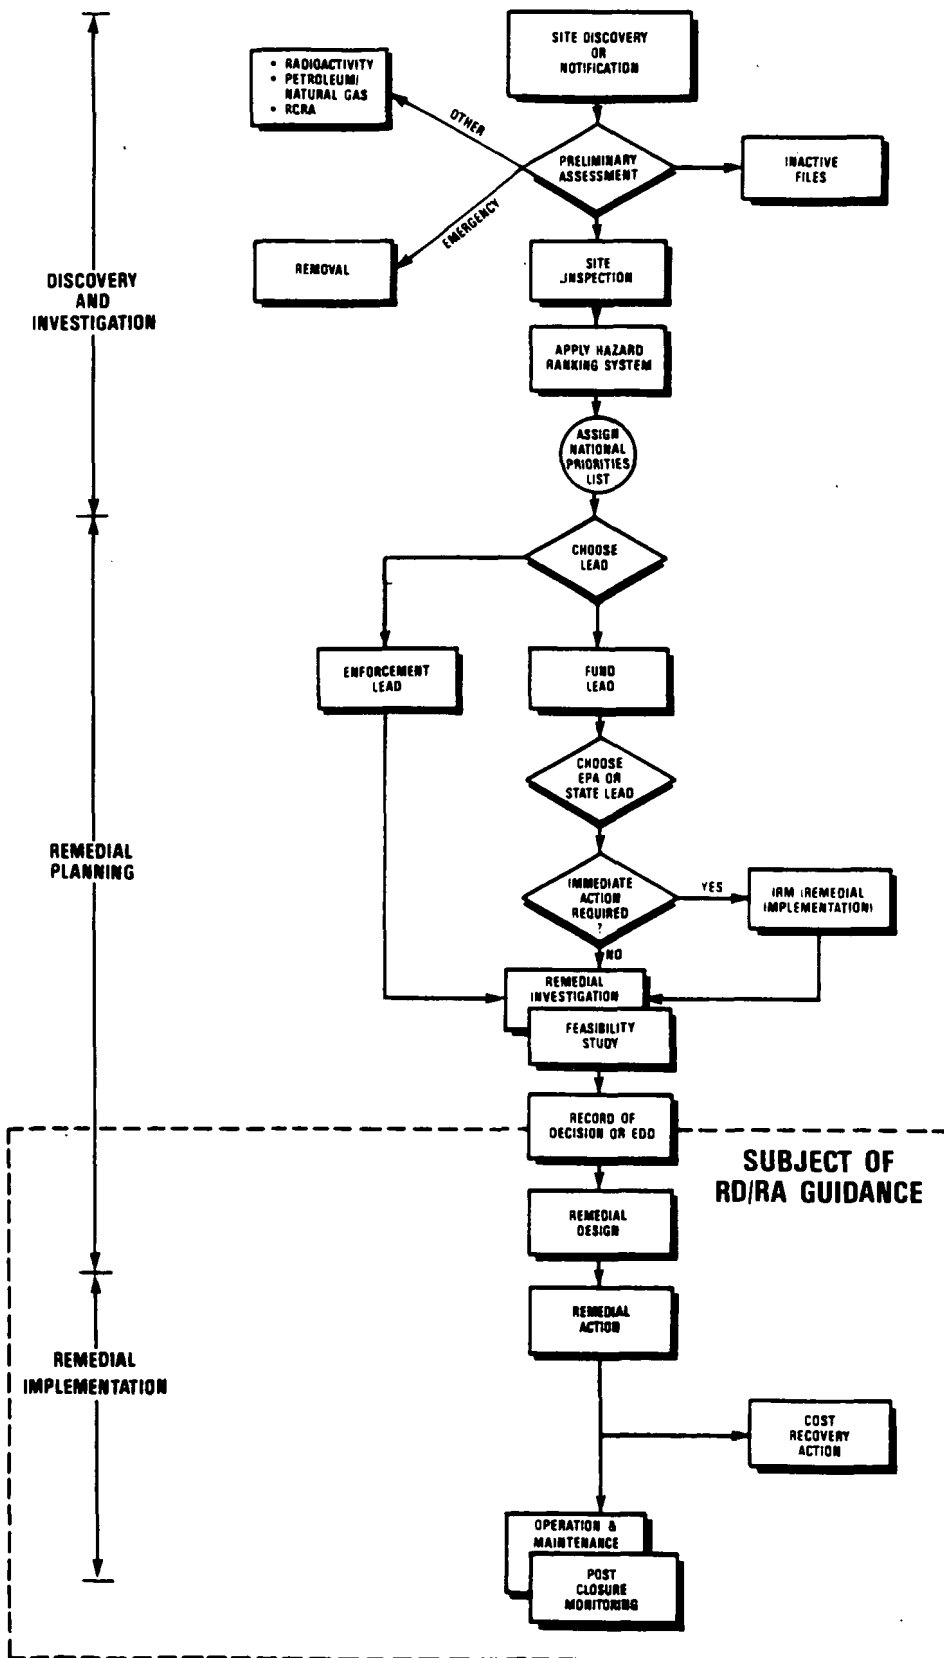 SITE DISCOVERY
OR
NOTIFICATION
• RADIOACTIVITY
• PETROLEUM/
NATURAL GAS
• RCRA
OTHER
PRELIMINARY
ASSESSMENT
INACTIVE
FILES
EMERGENCY
REMOVAL
SITE
INSPECTION
DISCOVERY
AND
INVESTIGATION
APPLY HAZARD
RANKING SYSTEM
ASSIGN
NATIONAL
PRIORITIES
LIST
CHOOSE
LEAD
ENFORCEMENT
LEAD
FUND
LEAD
CHOOSE
EPA OR
STATE LEAD
REMEDIAL
PLANNING
IMMEDIATE
ACTION
REQUIRED
?
YES
IRM (REMEDIAL
IMPLEMENTATION)
NO
REMEDIAL
INVESTIGATION
FEASIBILITY
STUDY
RECORD OF
DECISION OR EDD
SUBJECT OF
RD/RA GUIDANCE
REMEDIAL
DESIGN
REMEDIAL
ACTION
REMEDIAL
IMPLEMENTATION
COST
RECOVERY
ACTION
OPERATION &
MAINTENANCE
POST
CLOSURE
MONITORING